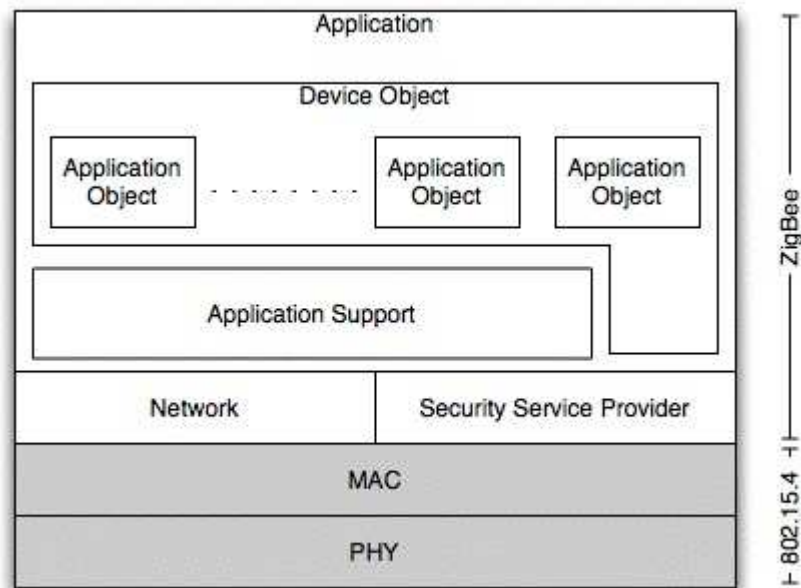 Application
Device Object
Application
Object
Application
Object
Application
Object
Application Support
Network
Security Service Provider
MAC
PHY
ZigBee
802.15.4